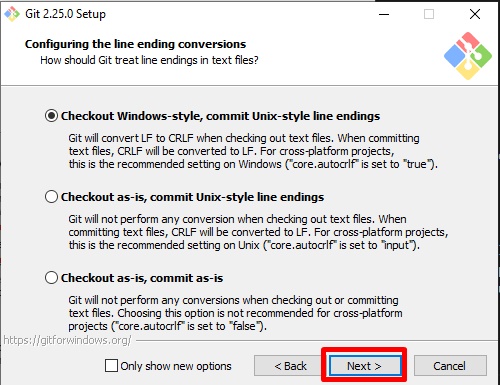 Git 2.25.0 Setup
Configuring the line ending conversions
How should Git treat line endings in text files?
Checkout Windows-style, commit Unix-style line endings
Git will convert LF to CRLF when checking out text files. When committing
text files, CRLF will be converted to LF. For cross-platform projects,
this is the recommended setting on Windows ("core.autocrlf" is set to "true").
Checkout as-is, commit Unix-style line endings
Git will not perform any conversion when checking out text files. When
committing text files, CRLF will be converted to LF. For cross-platform projects,
this is the recommended setting on Unix ("core.autocrlf" is set to "input").
Checkout as-is, commit as-is
Git will not perform any conversions when checking out or committing
text files. Choosing this option is not recommended for cross-platform
projects ("core.autocrlf" is set to "false").
https://gitforwindows.org/
Only show new options
< Back
Next >
Cancel